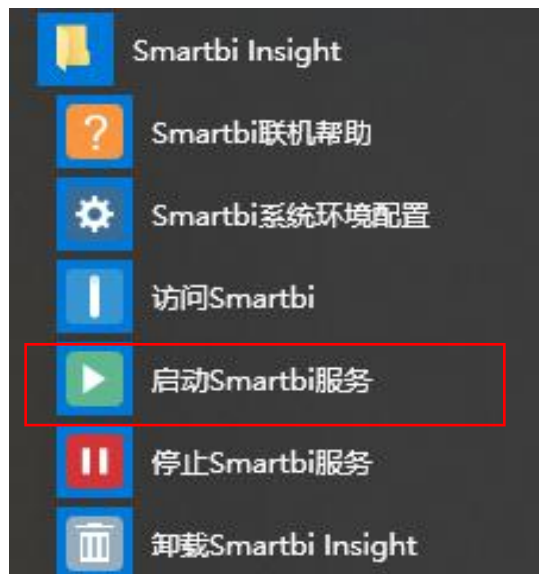 Smartbi Insight
Smartbi联机帮助
Smartbi系统环境配置
访问Smartbi
启动Smartbi服务
停止Smartbi服务
卸载Smartbi Insight